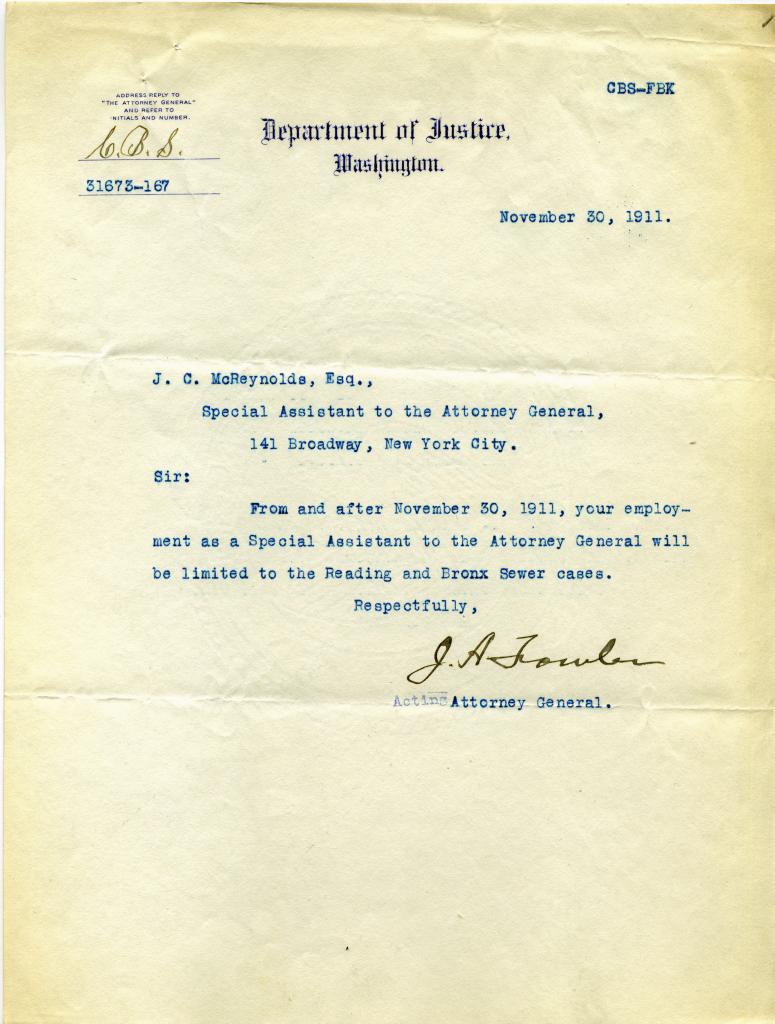 CBS-FBK
ADDRESS REPLY TO
"THE ATTORNEY GENERAL"
AND REFER TO
INITIALS AND NUMBER.
C. B. S.
31673-167
Department of Justice,
Washington.
November 30, 1911.
J. C. McReynolds, Esq.,
Special Assistant to the Attorney General,
141 Broadway, New York City.
Sir:
From and after November 30, 1911, your employ-
ment as a Special Assistant to the Attorney General will
be limited to the Reading and Bronx Sewer cases.
Respectfully,
J. A. Fowler
Acting Attorney General.